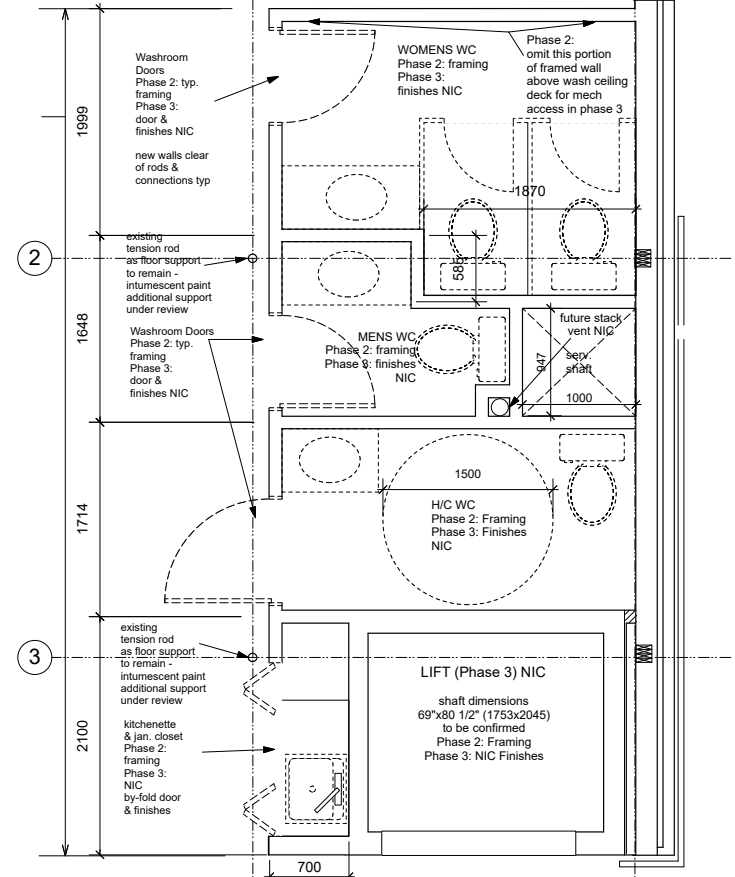 Washroom
Doors
Phase 2: typ.
framing
Phase 3:
door &
finishes NIC
new walls clear
of rods &
connections typ
WOMENS WC
Phase 2: framing
Phase 3:
finishes NIC
Phase 2:
omit this portion
of framed wall
above wash ceiling
deck for mech
access in phase 3
1999
1870
2
existing
tension rod
as floor support
to remain -
intumescent paint
additional support
under review
585
1648
Washroom Doors
Phase 2: typ.
framing
Phase 3:
door &
finishes NIC
MENS WC
Phase 2: framing
Phase 3: finishes
NIC
future stack
vent NIC
serv.
shaft
947
1000
1714
1500
H/C WC
Phase 2: Framing
Phase 3: Finishes
NIC
3
existing
tension rod
as floor support
to remain -
intumescent paint
additional support
under review
2100
kitchenette
& jan. closet
Phase 2:
framing
Phase 3:
NIC
by-fold door
& finishes
LIFT (Phase 3) NIC
shaft dimensions
69"x80 1/2" (1753x2045)
to be confirmed
Phase 2: Framing
Phase 3: NIC Finishes
700